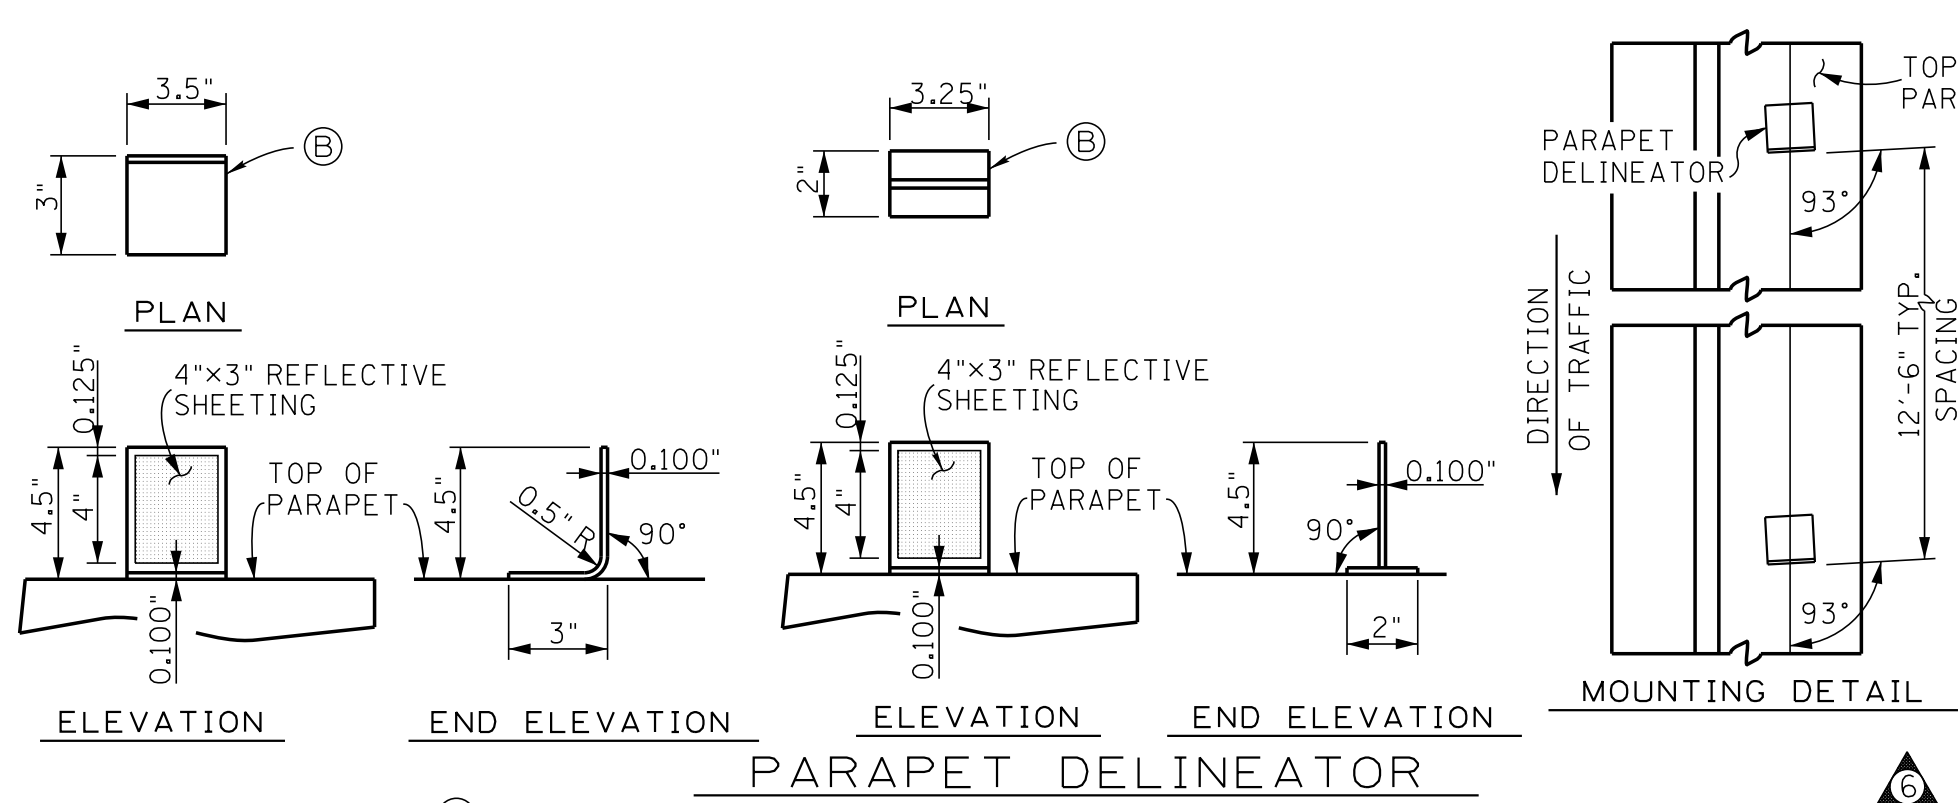 3.5"
B
3"
PLAN
0.125"
4"×3" REFLECTIVE
SHEETING
4.5"
4"
TOP OF
PARAPET
0.100"
ELEVATION
4.5"
0.100"
0.5" R
90°
3"
END ELEVATION
3.25"
B
2"
PLAN
0.125"
4"×3" REFLECTIVE
SHEETING
4.5"
4"
TOP OF
PARAPET
0.100"
ELEVATION
4.5"
0.100"
90°
2"
END ELEVATION
TOP
PAR
PARAPET
DELINEATOR
93°
DIRECTION
OF TRAFFIC
12'-6" TYP.
SPACING
93°
MOUNTING DETAIL
PARAPET DELINEATOR
6